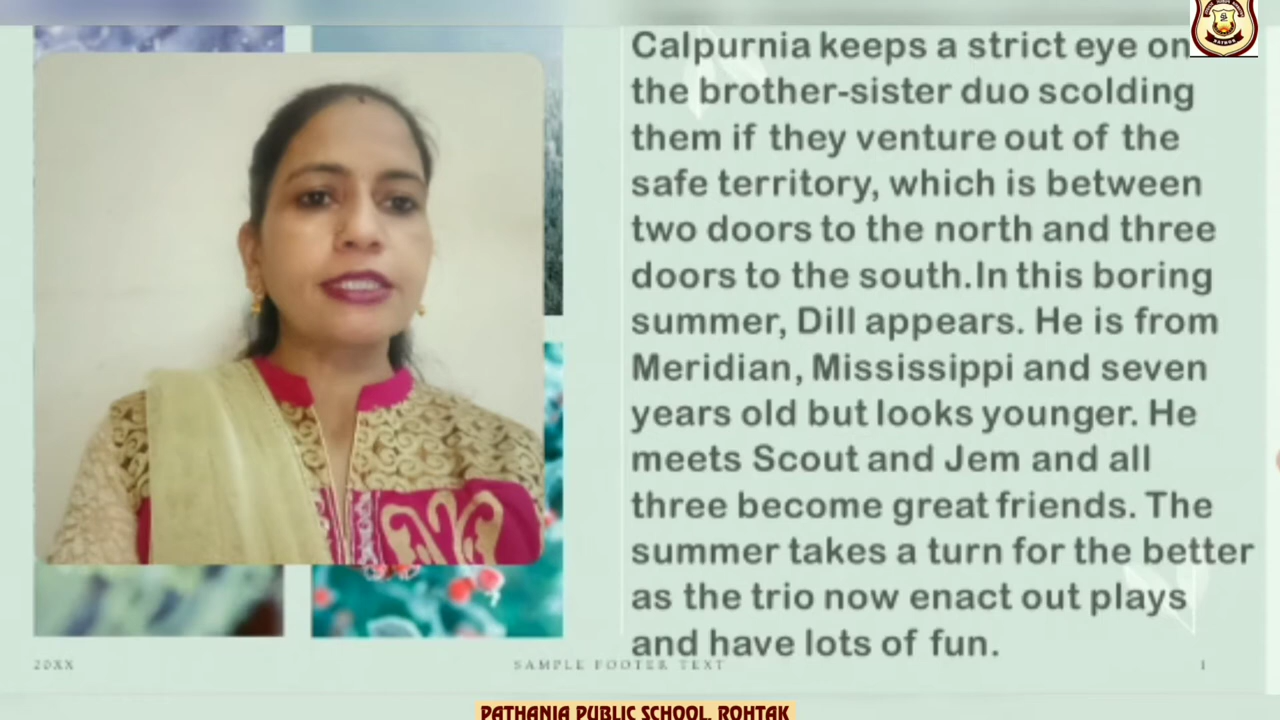 Calpurnia keeps a strict eye on
the brother-sister duo scolding
them if they venture out of the
safe territory, which is between
two doors to the north and three
doors to the south.In this boring
summer, Dill appears. He is from
Meridian, Mississippi and seven
years old but looks younger. He
meets Scout and Jem and all
three become great friends. The
summer takes a turn for the better
as the trio now enact out plays
and have lots of fun.
20XX
SAMPLE FOOTER TEXT
1
PATHANIA PUBLIC SCHOOL, ROHTAK